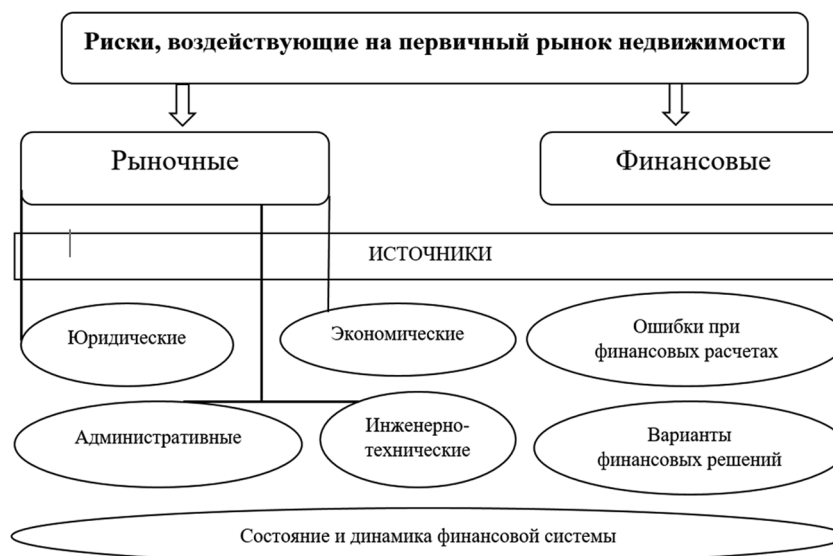 Риски, воздействующие на первичный рынок недвижимости
Рыночные
Финансовые
ИСТОЧНИКИ
Юридические
Экономические
Ошибки при
финансовых расчетах
Административные
Инженерно-
технические
Варианты
финансовых решений
Состояние и динамика финансовой системы